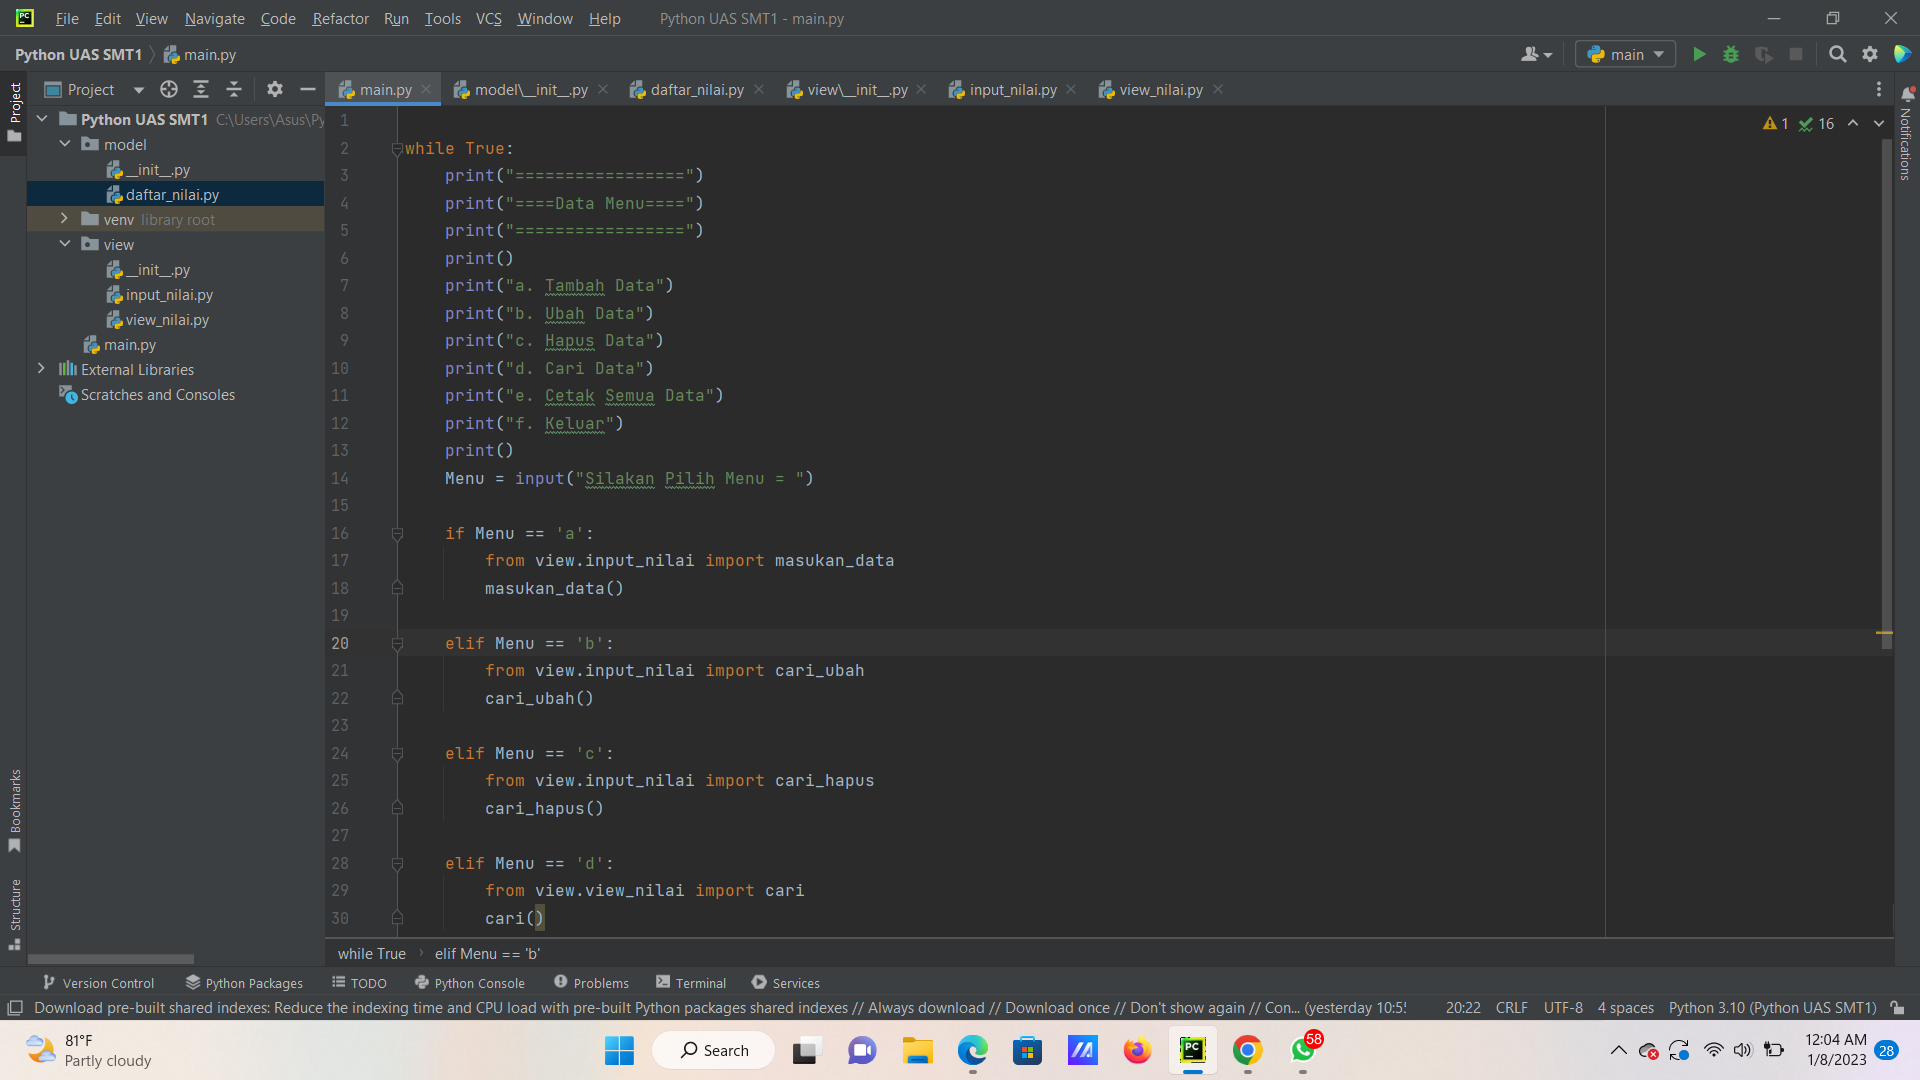 File Edit View Navigate Code Refactor Run Tools VCS Window Help Python UAS SMT1 - main.py
Python UAS SMT1 main.py main
Project main.py model\__init__.py daftar_nilai.py view\__init__.py input_nilai.py view_nilai.py
Project
Python UAS SMT1 C:\Users\Asus\Py
model
__init__.py
daftar_nilai.py
venv library root
view
__init__.py
input_nilai.py
view_nilai.py
main.py
External Libraries
Scratches and Consoles
Bookmarks
Structure
1
2 while True:
3 print("=================")
4 print("====Data Menu====")
5 print("=================")
6 print()
7 print("a. Tambah Data")
8 print("b. Ubah Data")
9 print("c. Hapus Data")
10 print("d. Cari Data")
11 print("e. Cetak Semua Data")
12 print("f. Keluar")
13 print()
14 Menu = input("Silakan Pilih Menu = ")
15
16 if Menu == 'a':
17 from view.input_nilai import masukan_data
18 masukan_data()
19
20 elif Menu == 'b':
21 from view.input_nilai import cari_ubah
22 cari_ubah()
23
24 elif Menu == 'c':
25 from view.input_nilai import cari_hapus
26 cari_hapus()
27
28 elif Menu == 'd':
29 from view.view_nilai import cari
30 cari()
1 16
Notifications
while True elif Menu == 'b'
Version Control Python Packages TODO Python Console Problems Terminal Services
Download pre-built shared indexes: Reduce the indexing time and CPU load with pre-built Python packages shared indexes // Always download // Download once // Don't show again // Con... (yesterday 10:5 20:22 CRLF UTF-8 4 spaces Python 3.10 (Python UAS SMT1)
81°F
Partly cloudy
Search
PC
58
12:04 AM
1/8/2023
28